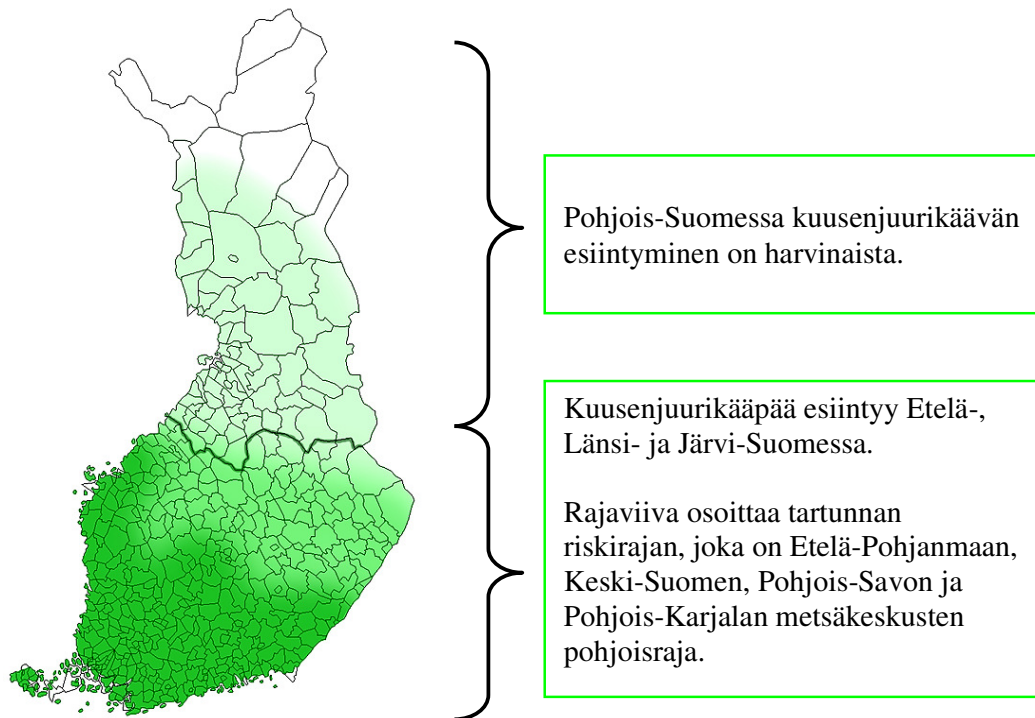 Pohjois-Suomessa kuusenjuurikäävän
esiintyminen on harvinaista.
Kuusenjuurikääpää esiintyy Etelä-,
Länsi- ja Järvi-Suomessa.
Rajaviiva osoittaa tartunnan
riskirajan, joka on Etelä-Pohjanmaan,
Keski-Suomen, Pohjois-Savon ja
Pohjois-Karjalan metsäkeskusten
pohjoisraja.